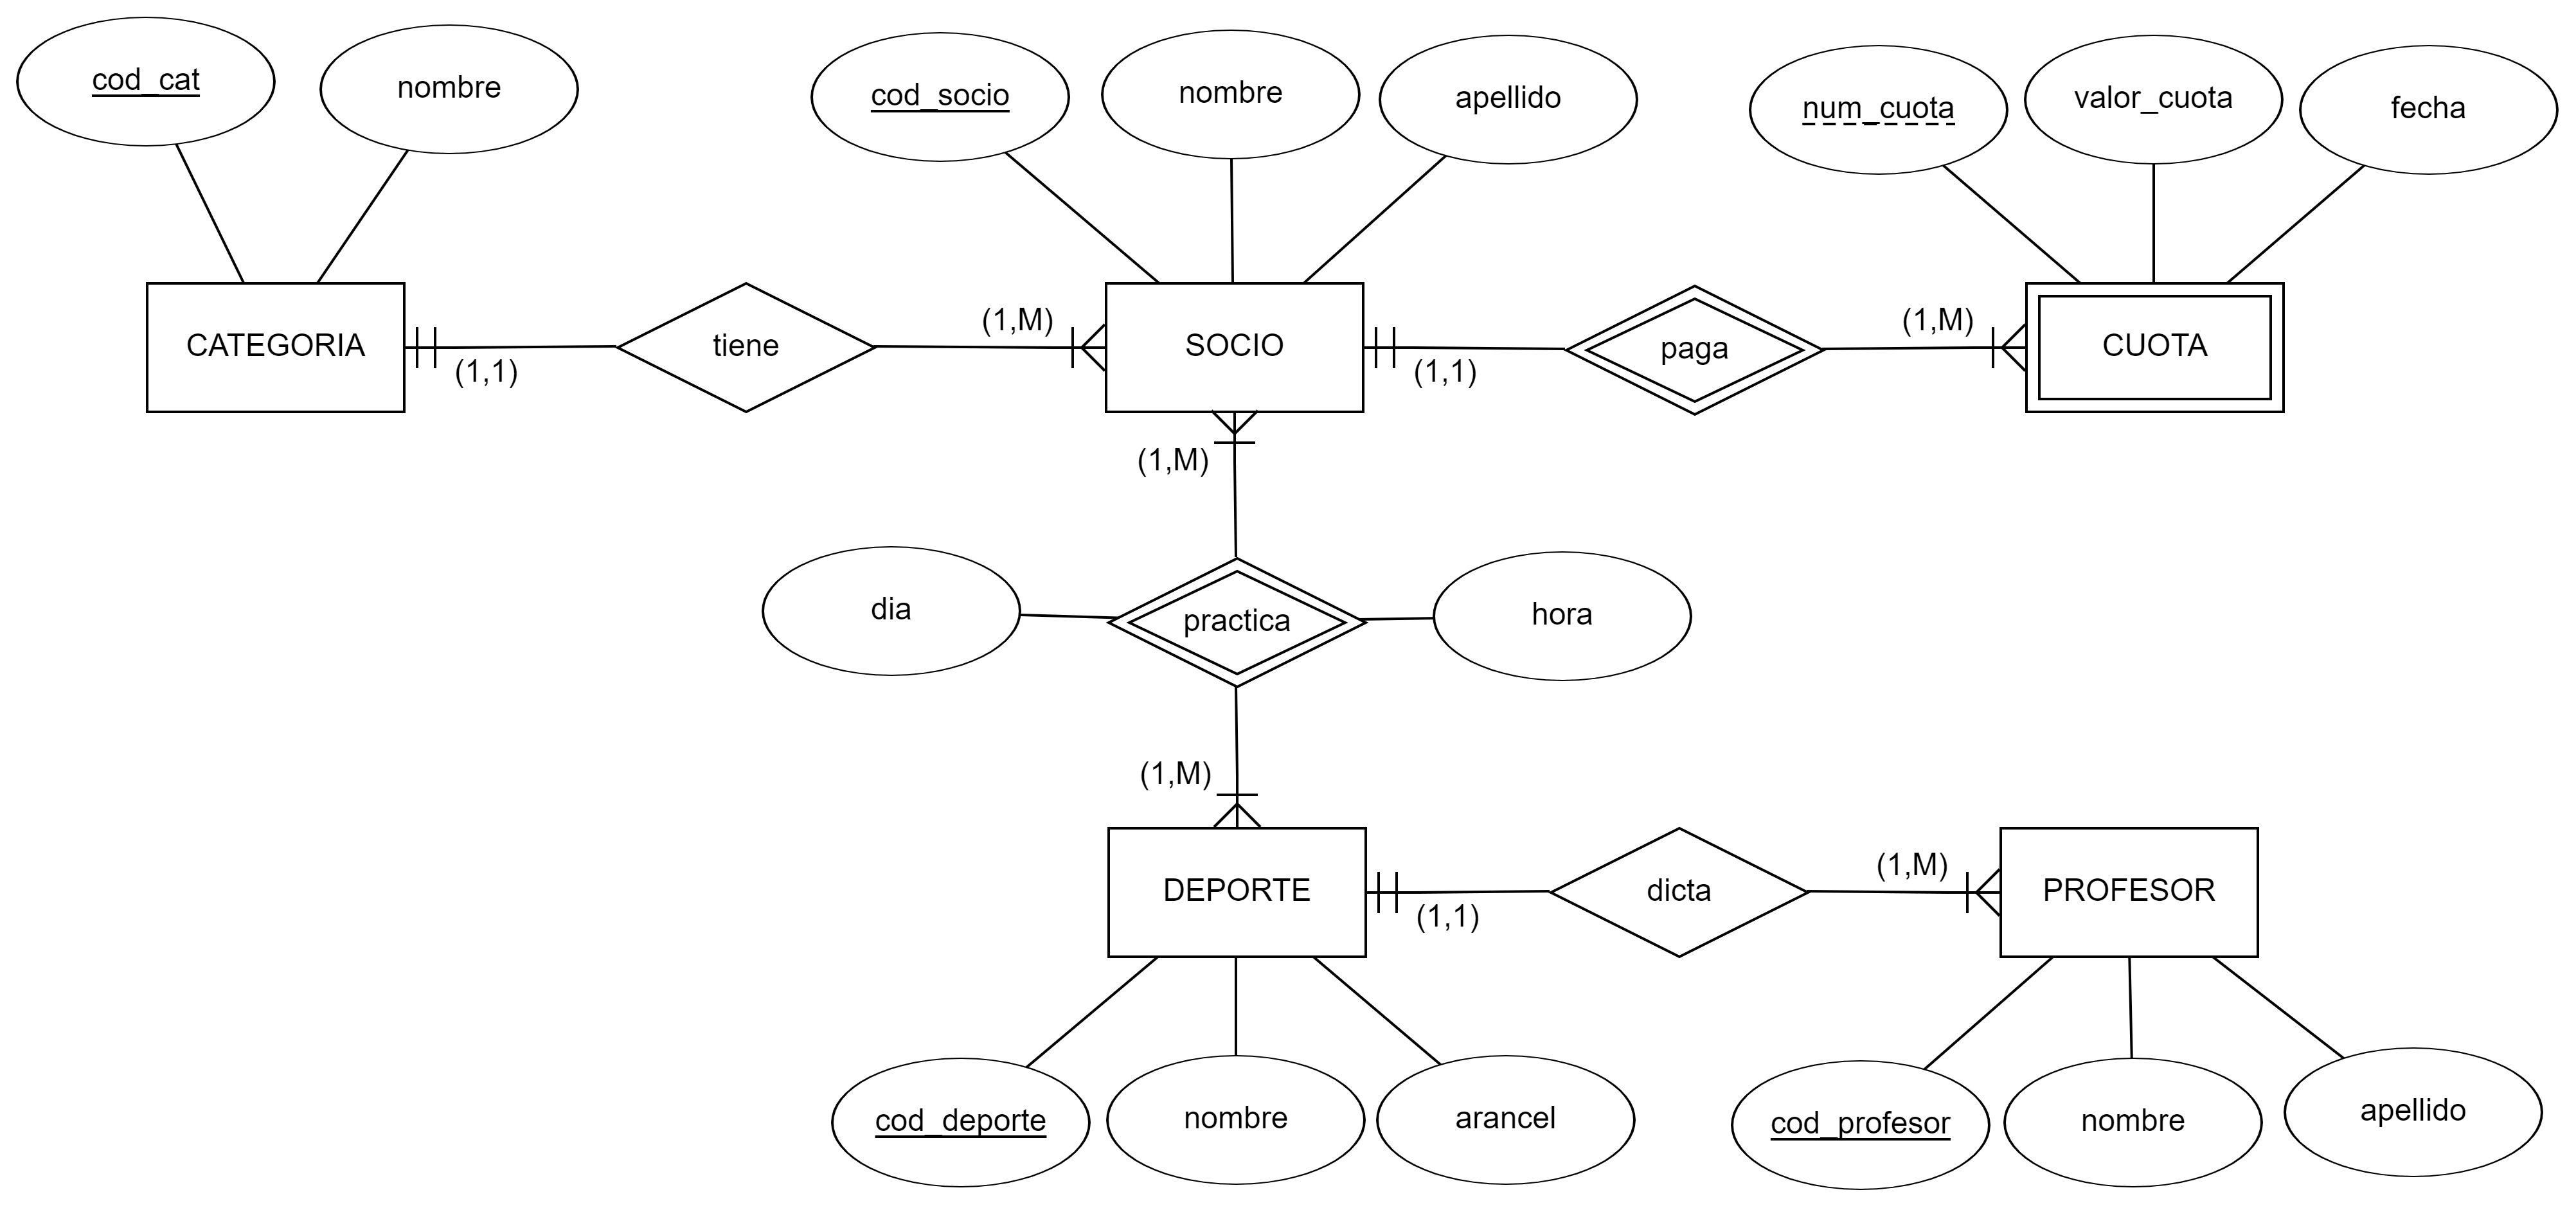 cod_cat
nombre
cod_socio
nombre
apellido
num_cuota
valor_cuota
fecha
CATEGORIA
(1,1)
tiene
(1,M)
SOCIO
(1,1)
paga
(1,M)
CUOTA
(1,M)
dia
practica
hora
(1,M)
DEPORTE
(1,1)
dicta
(1,M)
PROFESOR
cod_deporte
nombre
arancel
cod_profesor
nombre
apellido